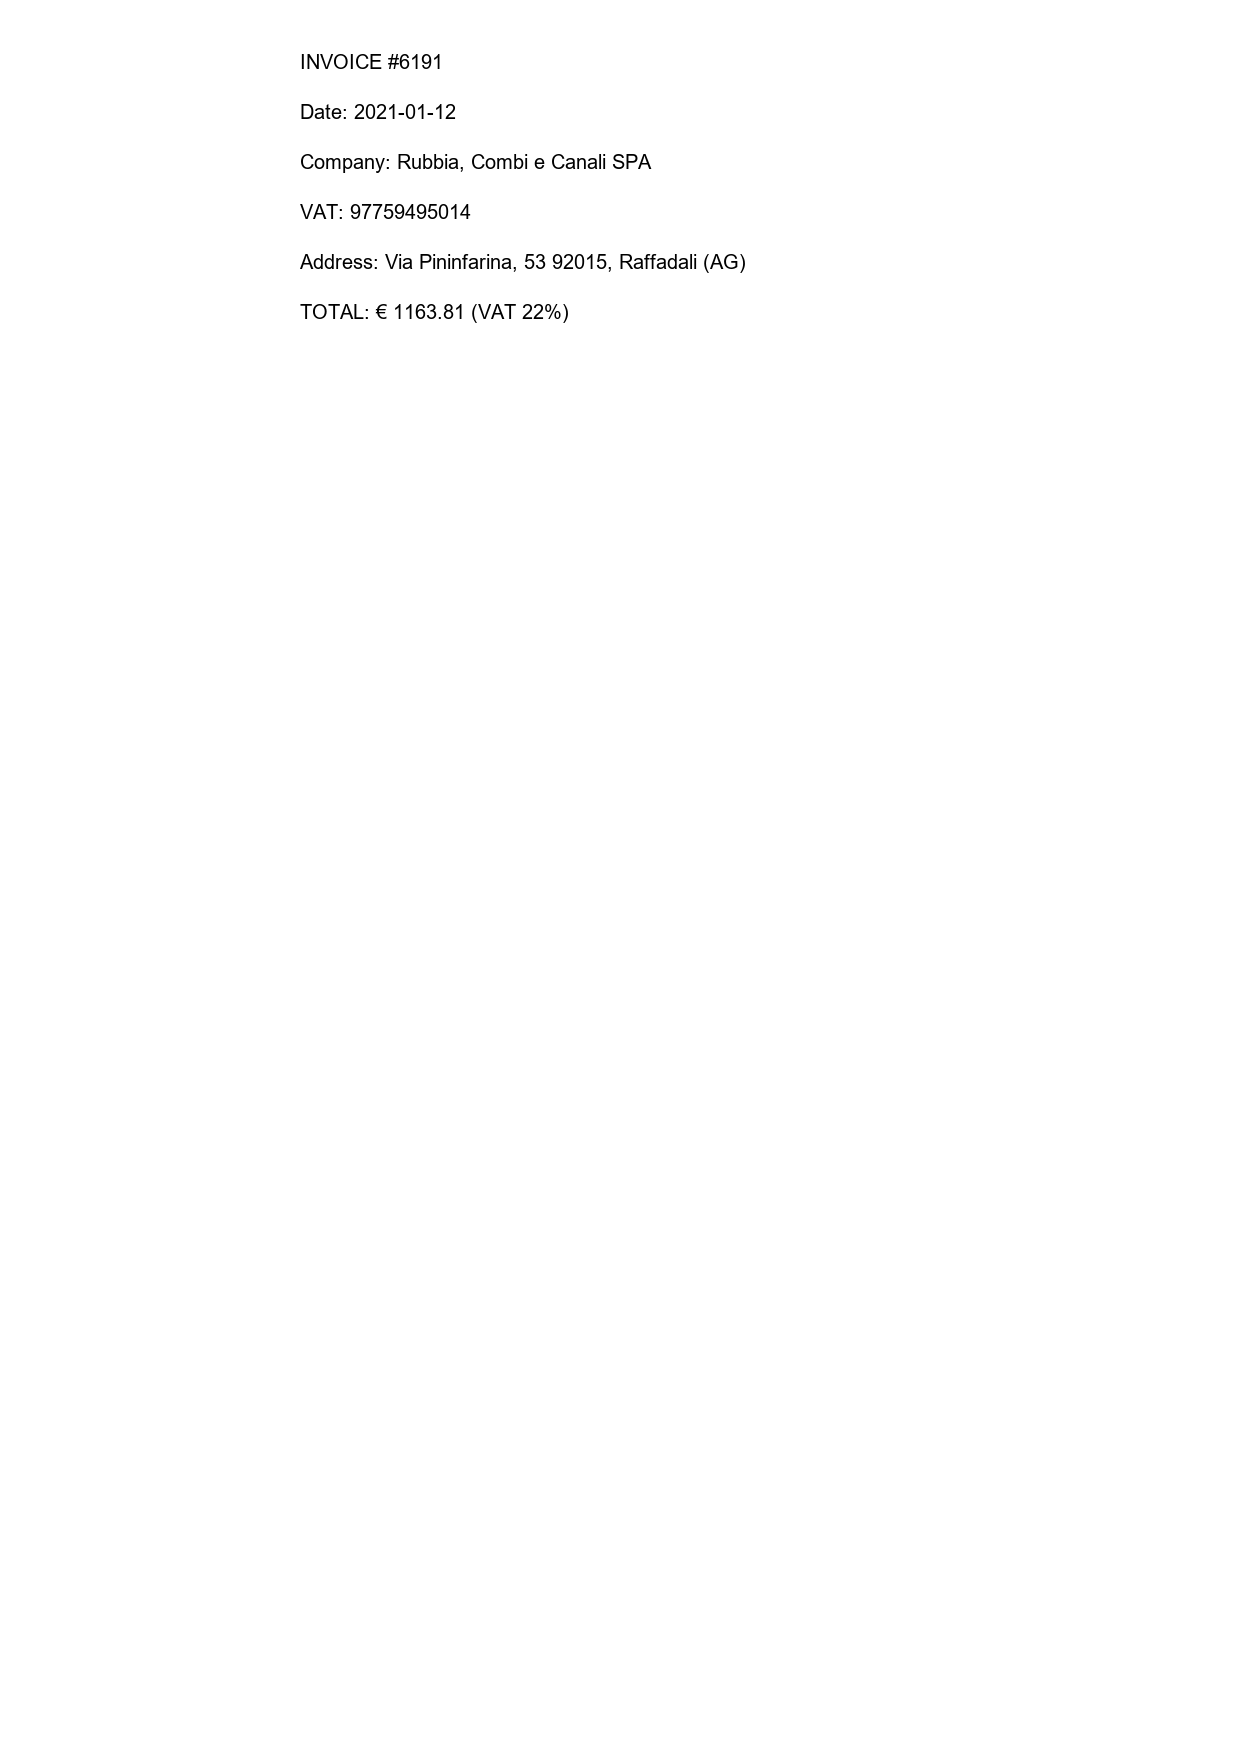 INVOICE #6191
Date: 2021-01-12
Company: Rubbia, Combi e Canali SPA
VAT: 97759495014
Address: Via Pininfarina, 53 92015, Raffadali (AG)
TOTAL: € 1163.81 (VAT 22%)